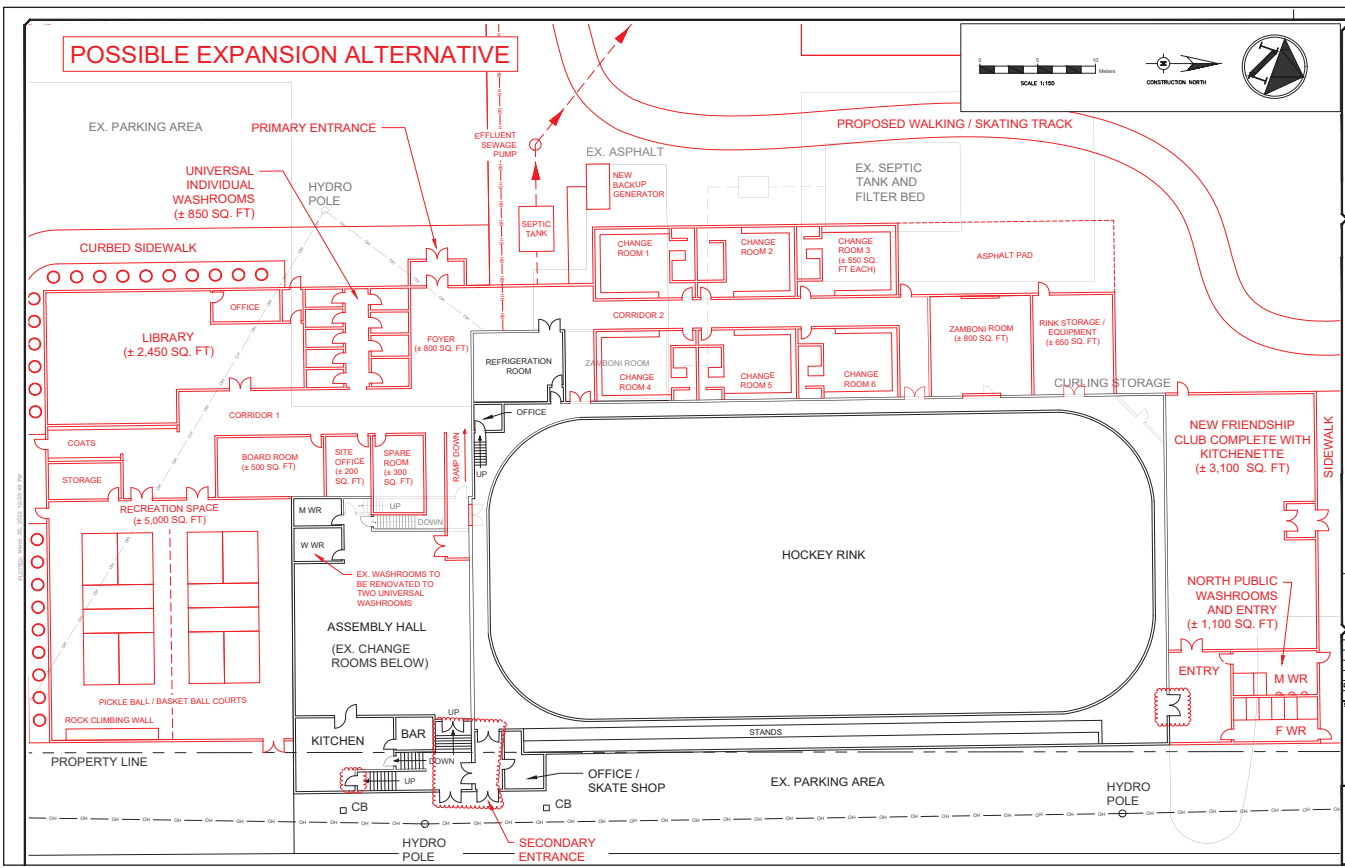 POSSIBLE EXPANSION ALTERNATIVE
0 5 10
Meters
SCALE 1:150
CONSTRUCTION NORTH
EX. PARKING AREA
PRIMARY ENTRANCE
EFFLUENT
SEWAGE
PUMP
EX. ASPHALT
PROPOSED WALKING / SKATING TRACK
UNIVERSAL
INDIVIDUAL
WASHROOMS
(± 850 SQ. FT)
HYDRO
POLE
NEW
BACKUP
GENERATOR
EX. SEPTIC
TANK AND
FILTER BED
SEPTIC
TANK
CURBED SIDEWALK
CHANGE
ROOM 1
CHANGE
ROOM 2
CHANGE
ROOM 3
(± 550 SQ.
FT EACH)
ASPHALT PAD
OFFICE
LIBRARY
(± 2,450 SQ. FT)
FOYER
(± 800 SQ. FT)
CORRIDOR 2
REFRIGERATION
ROOM
ZAMBONI ROOM
CHANGE
ROOM 4
CHANGE
ROOM 5
CHANGE
ROOM 6
ZAMBONI ROOM
(± 800 SQ. FT)
RINK STORAGE /
EQUIPMENT
(± 650 SQ. FT)
CURLING STORAGE
CORRIDOR 1
OFFICE
UP
COATS
STORAGE
BOARD ROOM
(± 500 SQ. FT)
SITE
OFFICE
(± 200
SQ. FT)
SPARE
ROOM
(± 300
SQ. FT)
RAMP DOWN
NEW FRIENDSHIP
CLUB COMPLETE WITH
KITCHENETTE
(± 3,100 SQ. FT)
SIDEWALK
RECREATION SPACE
(± 5,000 SQ. FT)
M WR
W WR
UP
DOWN
HOCKEY RINK
EX. WASHROOMS TO
BE RENOVATED TO
TWO UNIVERSAL
WASHROOMS
NORTH PUBLIC
WASHROOMS
AND ENTRY
(± 1,100 SQ. FT)
ASSEMBLY HALL
(EX. CHANGE
ROOMS BELOW)
ENTRY
M WR
F WR
PICKLE BALL / BASKET BALL COURTS
ROCK CLIMBING WALL
KITCHEN
BAR
UP
DOWN
UP
STANDS
PROPERTY LINE
OFFICE /
SKATE SHOP
EX. PARKING AREA
CB
CB
HYDRO
POLE
HYDRO
POLE
SECONDARY
ENTRANCE